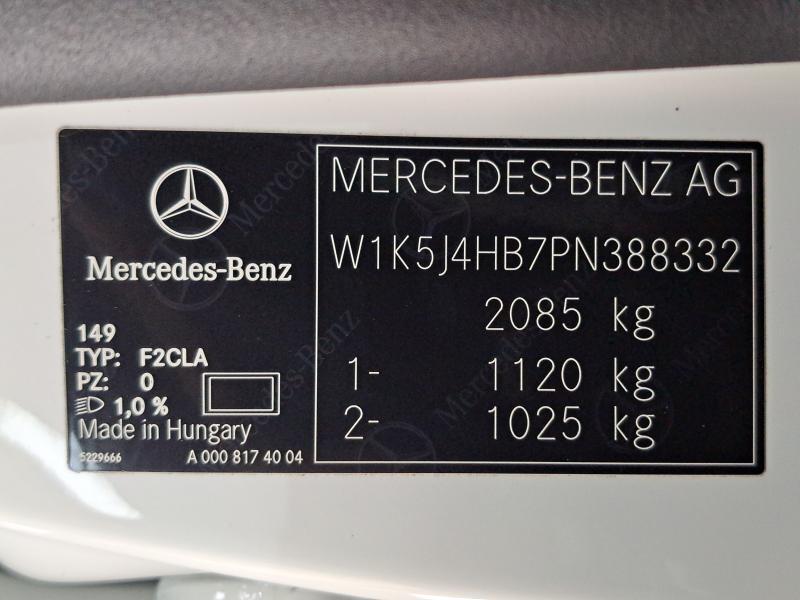 Mercedes-Benz
149
TYP: F2CLA
PZ: 0
1,0 %
Made in Hungary
5229666 A 000 817 40 04
MERCEDES-BENZ AG
W1K5J4HB7PN388332
2085 kg
1- 1120 kg
2- 1025 kg